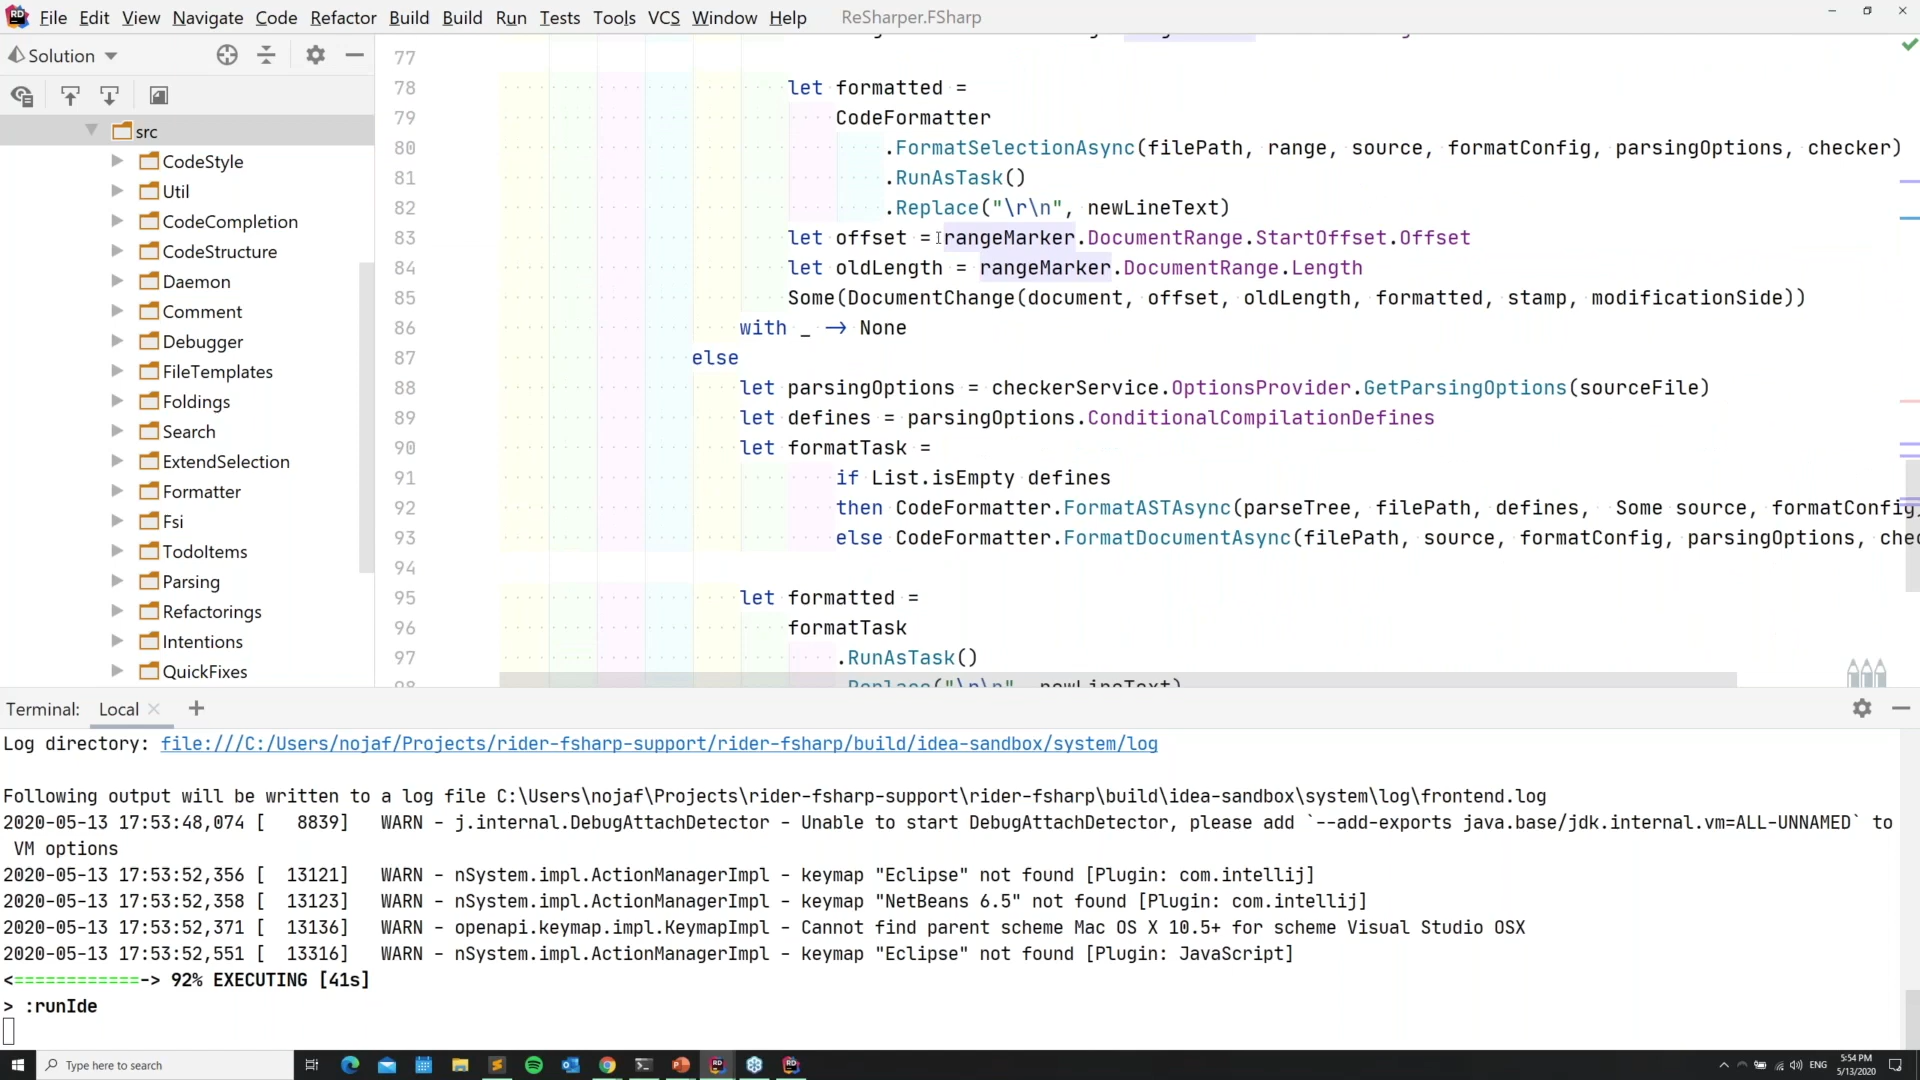 File Edit View Navigate Code Refactor Build Build Run Tests Tools VCS Window Help ReSharper.FSharp
Solution
src
CodeStyle
Util
CodeCompletion
CodeStructure
Daemon
Comment
Debugger
FileTemplates
Foldings
Search
ExtendSelection
Formatter
Fsi
TodoItems
Parsing
Refactorings
Intentions
QuickFixes
77
78 let formatted =
79 CodeFormatter
80 .FormatSelectionAsync(filePath, range, source, formatConfig, parsingOptions, checker)
81 .RunAsTask()
82 .Replace("\r\n", newLineText)
83 let offset = rangeMarker.DocumentRange.StartOffset.Offset
84 let oldLength = rangeMarker.DocumentRange.Length
85 Some(DocumentChange(document, offset, oldLength, formatted, stamp, modificationSide))
86 with _ → None
87 else
88 let parsingOptions = checkerService.OptionsProvider.GetParsingOptions(sourceFile)
89 let defines = parsingOptions.ConditionalCompilationDefines
90 let formatTask =
91 if List.isEmpty defines
92 then CodeFormatter.FormatASTAsync(parseTree, filePath, defines, Some source, formatConfig,
93 else CodeFormatter.FormatDocumentAsync(filePath, source, formatConfig, parsingOptions, che
94
95 let formatted =
96 formatTask
97 .RunAsTask()
98 .Replace("\r\n", newLineText)
Terminal: Local
Log directory: file:///C:/Users/nojaf/Projects/rider-fsharp-support/rider-fsharp/build/idea-sandbox/system/log
Following output will be written to a log file C:\Users\nojaf\Projects\rider-fsharp-support\rider-fsharp\build\idea-sandbox\system\log\frontend.log
2020-05-13 17:53:48,074 [ 8839] WARN - j.internal.DebugAttachDetector - Unable to start DebugAttachDetector, please add `--add-exports java.base/jdk.internal.vm=ALL-UNNAMED` to
VM options
2020-05-13 17:53:52,356 [ 13121] WARN - nSystem.impl.ActionManagerImpl - keymap "Eclipse" not found [Plugin: com.intellij]
2020-05-13 17:53:52,358 [ 13123] WARN - nSystem.impl.ActionManagerImpl - keymap "NetBeans 6.5" not found [Plugin: com.intellij]
2020-05-13 17:53:52,371 [ 13136] WARN - openapi.keymap.impl.KeymapImpl - Cannot find parent scheme Mac OS X 10.5+ for scheme Visual Studio OSX
2020-05-13 17:53:52,551 [ 13316] WARN - nSystem.impl.ActionManagerImpl - keymap "Eclipse" not found [Plugin: JavaScript]
<============-> 92% EXECUTING [41s]
> :runIde
Type here to search
ENG
5:54 PM
5/13/2020